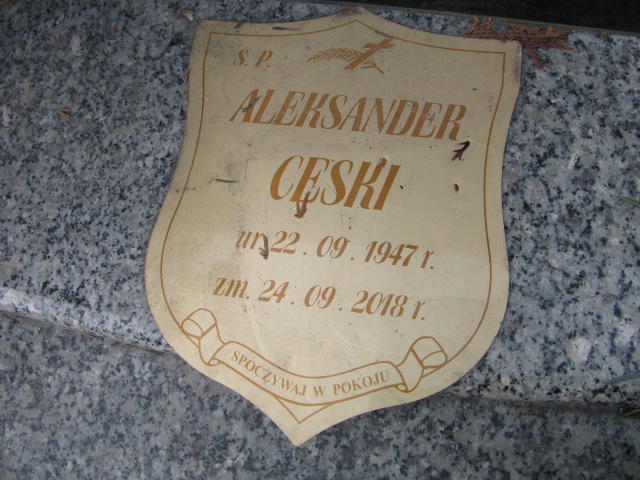 S. P.
ALEKSANDER
CESKI
ur. 22 . 09 . 1947 r.
zm. 24 . 09 . 2018 r.
SPOCZYWAJ W POKOJU